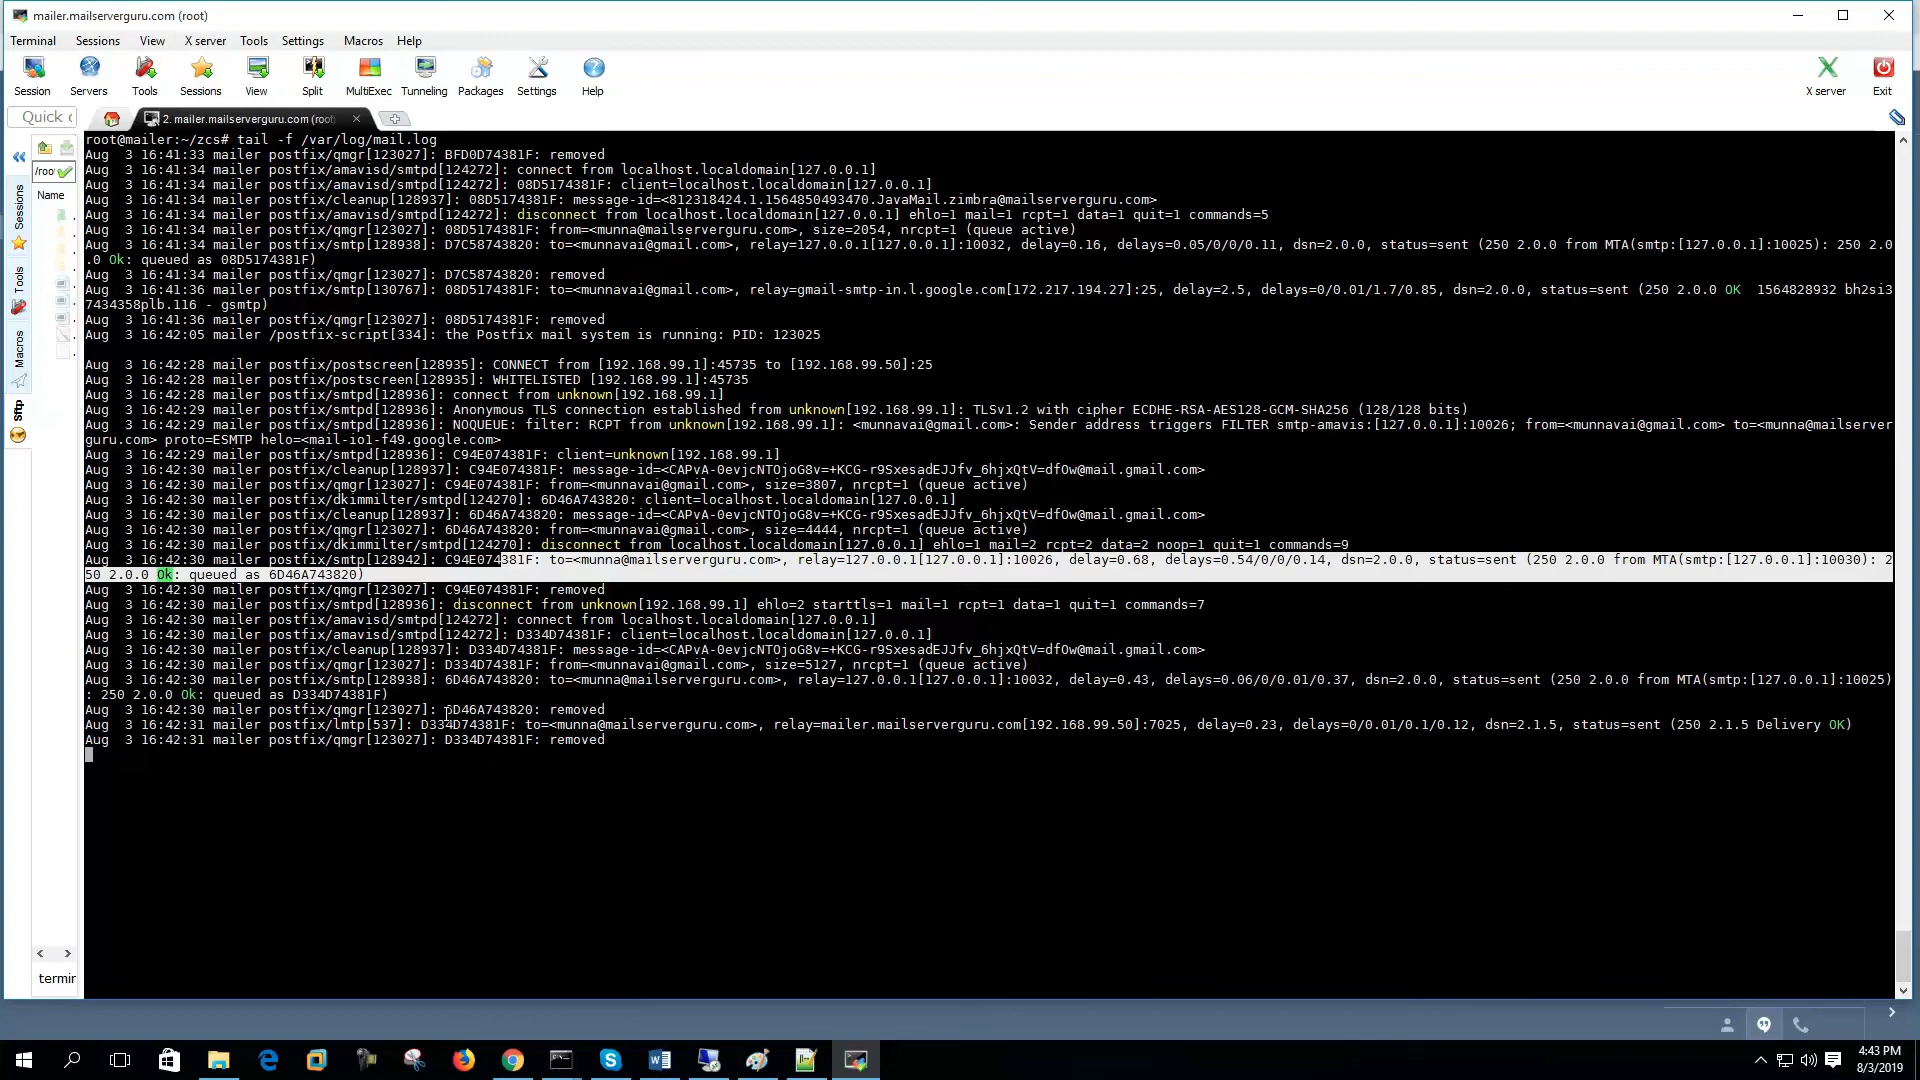 mailer.mailserverguru.com (root)
Terminal Sessions View X server Tools Settings Macros Help
Session Servers Tools Sessions View Split MultiExec Tunneling Packages Settings Help X server Exit
Quick c
2. mailer.mailserverguru.com (root
/roo
Name
Sessions
Tools
Macros
Sftp
termin
root@mailer:~/zcs# tail -f /var/log/mail.log
Aug  3 16:41:33 mailer postfix/qmgr[123027]: BFD0D74381F: removed
Aug  3 16:41:34 mailer postfix/amavisd/smtpd[124272]: connect from localhost.localdomain[127.0.0.1]
Aug  3 16:41:34 mailer postfix/amavisd/smtpd[124272]: 08D5174381F: client=localhost.localdomain[127.0.0.1]
Aug  3 16:41:34 mailer postfix/cleanup[128937]: 08D5174381F: message-id=<812318424.1.1564850493470.JavaMail.zimbra@mailserverguru.com>
Aug  3 16:41:34 mailer postfix/amavisd/smtpd[124272]: disconnect from localhost.localdomain[127.0.0.1] ehlo=1 mail=1 rcpt=1 data=1 quit=1 commands=5
Aug  3 16:41:34 mailer postfix/qmgr[123027]: 08D5174381F: from=<munna@mailserverguru.com>, size=2054, nrcpt=1 (queue active)
Aug  3 16:41:34 mailer postfix/smtp[128938]: D7C58743820: to=<munnavai@gmail.com>, relay=127.0.0.1[127.0.0.1]:10032, delay=0.16, delays=0.05/0/0/0.11, dsn=2.0.0, status=sent (250 2.0.0 from MTA(smtp:[127.0.0.1]:10025): 250 2.0
.0 Ok: queued as 08D5174381F)
Aug  3 16:41:34 mailer postfix/qmgr[123027]: D7C58743820: removed
Aug  3 16:41:36 mailer postfix/smtp[130767]: 08D5174381F: to=<munnavai@gmail.com>, relay=gmail-smtp-in.l.google.com[172.217.194.27]:25, delay=2.5, delays=0/0.01/1.7/0.85, dsn=2.0.0, status=sent (250 2.0.0 OK  1564828932 bh2si3
7434358plb.116 - gsmtp)
Aug  3 16:41:36 mailer postfix/qmgr[123027]: 08D5174381F: removed
Aug  3 16:42:05 mailer /postfix-script[334]: the Postfix mail system is running: PID: 123025
Aug  3 16:42:28 mailer postfix/postscreen[128935]: CONNECT from [192.168.99.1]:45735 to [192.168.99.50]:25
Aug  3 16:42:28 mailer postfix/postscreen[128935]: WHITELISTED [192.168.99.1]:45735
Aug  3 16:42:28 mailer postfix/smtpd[128936]: connect from unknown[192.168.99.1]
Aug  3 16:42:29 mailer postfix/smtpd[128936]: Anonymous TLS connection established from unknown[192.168.99.1]: TLSv1.2 with cipher ECDHE-RSA-AES128-GCM-SHA256 (128/128 bits)
Aug  3 16:42:29 mailer postfix/smtpd[128936]: NOQUEUE: filter: RCPT from unknown[192.168.99.1]: <munnavai@gmail.com>: Sender address triggers FILTER smtp-amavis:[127.0.0.1]:10026; from=<munnavai@gmail.com> to=<munna@mailserver
guru.com> proto=ESMTP helo=<mail-io1-f49.google.com>
Aug  3 16:42:29 mailer postfix/smtpd[128936]: C94E074381F: client=unknown[192.168.99.1]
Aug  3 16:42:30 mailer postfix/cleanup[128937]: C94E074381F: message-id=<CAPvA-0evjcNTOjoG8v=+KCG-r9SxesadEJJfv_6hjxQtV=dfOw@mail.gmail.com>
Aug  3 16:42:30 mailer postfix/qmgr[123027]: C94E074381F: from=<munnavai@gmail.com>, size=3807, nrcpt=1 (queue active)
Aug  3 16:42:30 mailer postfix/dkimmilter/smtpd[124270]: 6D46A743820: client=localhost.localdomain[127.0.0.1]
Aug  3 16:42:30 mailer postfix/cleanup[128937]: 6D46A743820: message-id=<CAPvA-0evjcNTOjoG8v=+KCG-r9SxesadEJJfv_6hjxQtV=dfOw@mail.gmail.com>
Aug  3 16:42:30 mailer postfix/qmgr[123027]: 6D46A743820: from=<munnavai@gmail.com>, size=4444, nrcpt=1 (queue active)
Aug  3 16:42:30 mailer postfix/dkimmilter/smtpd[124270]: disconnect from localhost.localdomain[127.0.0.1] ehlo=1 mail=2 rcpt=2 data=2 noop=1 quit=1 commands=9
Aug  3 16:42:30 mailer postfix/smtp[128942]: C94E074381F: to=<munna@mailserverguru.com>, relay=127.0.0.1[127.0.0.1]:10026, delay=0.68, delays=0.54/0/0/0.14, dsn=2.0.0, status=sent (250 2.0.0 from MTA(smtp:[127.0.0.1]:10030): 2
50 2.0.0 Ok: queued as 6D46A743820)
Aug  3 16:42:30 mailer postfix/qmgr[123027]: C94E074381F: removed
Aug  3 16:42:30 mailer postfix/smtpd[128936]: disconnect from unknown[192.168.99.1] ehlo=2 starttls=1 mail=1 rcpt=1 data=1 quit=1 commands=7
Aug  3 16:42:30 mailer postfix/amavisd/smtpd[124272]: connect from localhost.localdomain[127.0.0.1]
Aug  3 16:42:30 mailer postfix/amavisd/smtpd[124272]: D334D74381F: client=localhost.localdomain[127.0.0.1]
Aug  3 16:42:30 mailer postfix/cleanup[128937]: D334D74381F: message-id=<CAPvA-0evjcNTOjoG8v=+KCG-r9SxesadEJJfv_6hjxQtV=dfOw@mail.gmail.com>
Aug  3 16:42:30 mailer postfix/qmgr[123027]: D334D74381F: from=<munnavai@gmail.com>, size=5127, nrcpt=1 (queue active)
Aug  3 16:42:30 mailer postfix/smtp[128938]: 6D46A743820: to=<munna@mailserverguru.com>, relay=127.0.0.1[127.0.0.1]:10032, delay=0.43, delays=0.06/0/0.01/0.37, dsn=2.0.0, status=sent (250 2.0.0 from MTA(smtp:[127.0.0.1]:10025)
: 250 2.0.0 Ok: queued as D334D74381F)
Aug  3 16:42:30 mailer postfix/qmgr[123027]: 6D46A743820: removed
Aug  3 16:42:31 mailer postfix/lmtp[537]: D334D74381F: to=<munna@mailserverguru.com>, relay=mailer.mailserverguru.com[192.168.99.50]:7025, delay=0.23, delays=0/0.01/0.1/0.12, dsn=2.1.5, status=sent (250 2.1.5 Delivery OK)
Aug  3 16:42:31 mailer postfix/qmgr[123027]: D334D74381F: removed
4:43 PM
8/3/2019